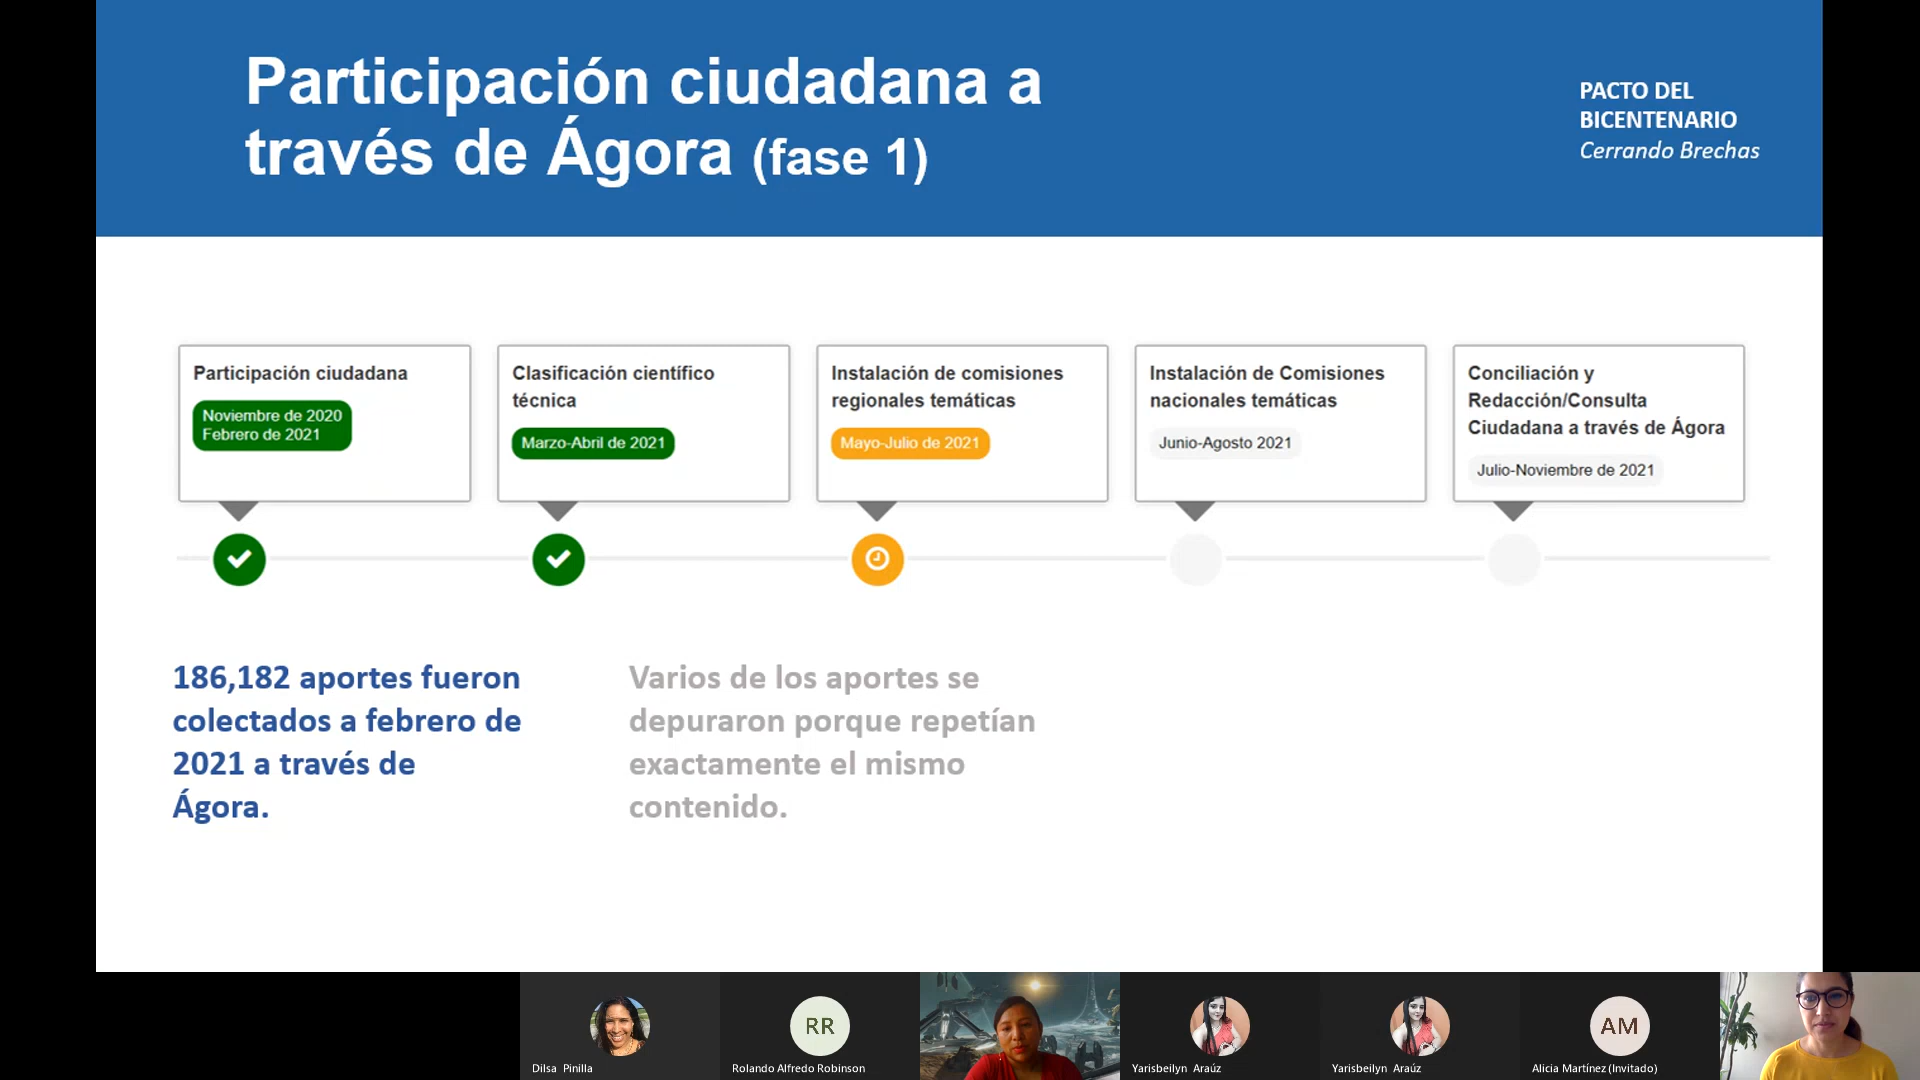 Participación ciudadana a
través de Ágora (fase 1)
PACTO DEL
BICENTENARIO
Cerrando Brechas
Participación ciudadana
Noviembre de 2020
Febrero de 2021
Clasificación científico
técnica
Marzo-Abril de 2021
Instalación de comisiones
regionales temáticas
Mayo-Julio de 2021
Instalación de Comisiones
nacionales temáticas
Junio-Agosto 2021
Conciliación y
Redacción/Consulta
Ciudadana a través de Ágora
Julio-Noviembre de 2021
186,182 aportes fueron
colectados a febrero de
2021 a través de
Ágora.
Varios de los aportes se
depuraron porque repetían
exactamente el mismo
contenido.
Dilsa Pinilla
RR
Rolando Alfredo Robinson
Yarisbeilyn Araúz
Yarisbeilyn Araúz
AM
Alicia Martínez (Invitado)